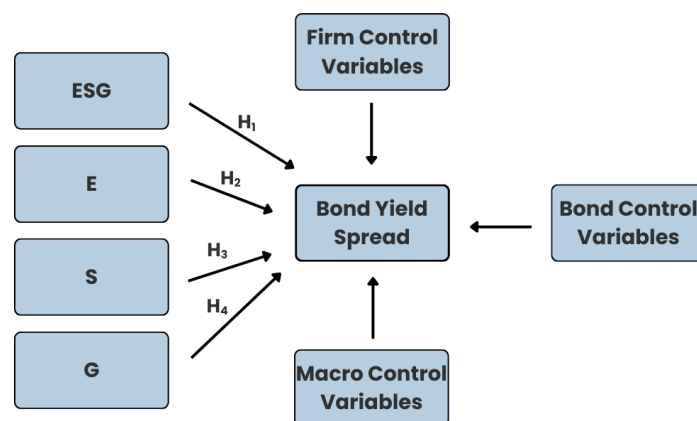 Firm Control
Variables
ESG
H₁
E
H₂
Bond Yield
Spread
Bond Control
Variables
S
H₃
H₄
G
Macro Control
Variables